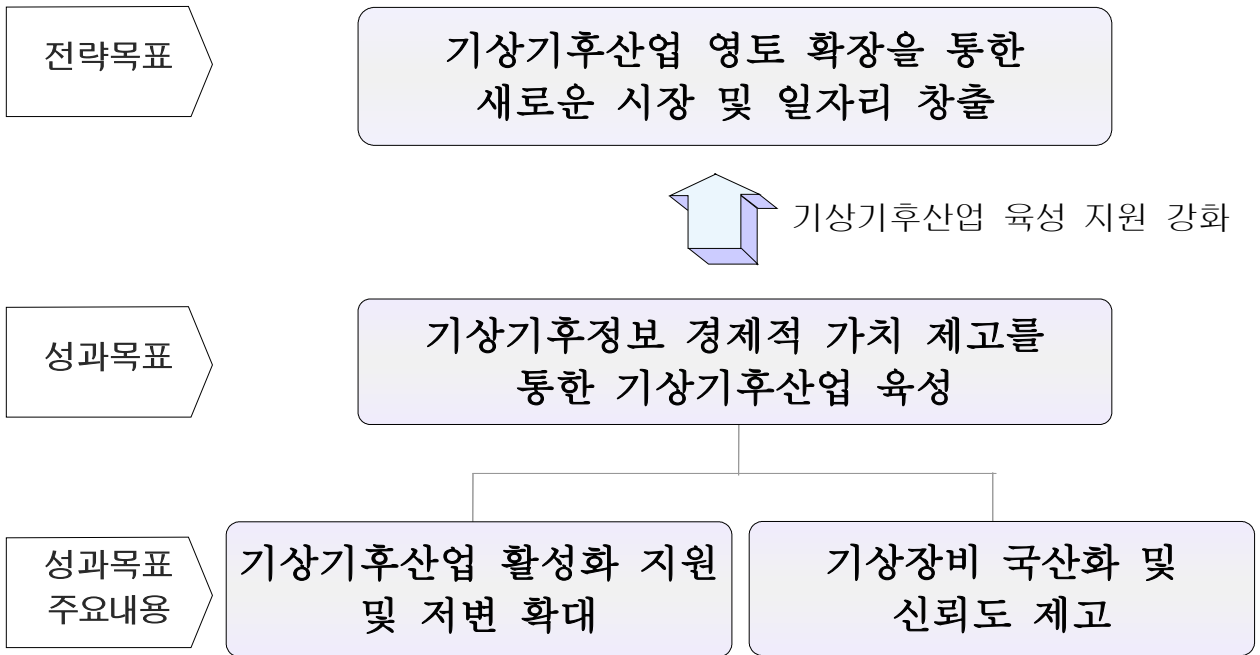 전략목표
기상기후산업 영토 확장을 통한
새로운 시장 및 일자리 창출
기상기후산업 육성 지원 강화
성과목표
기상기후정보 경제적 가치 제고를
통한 기상기후산업 육성
성과목표
주요내용
기상기후산업 활성화 지원
및 저변 확대
기상장비 국산화 및
신뢰도 제고